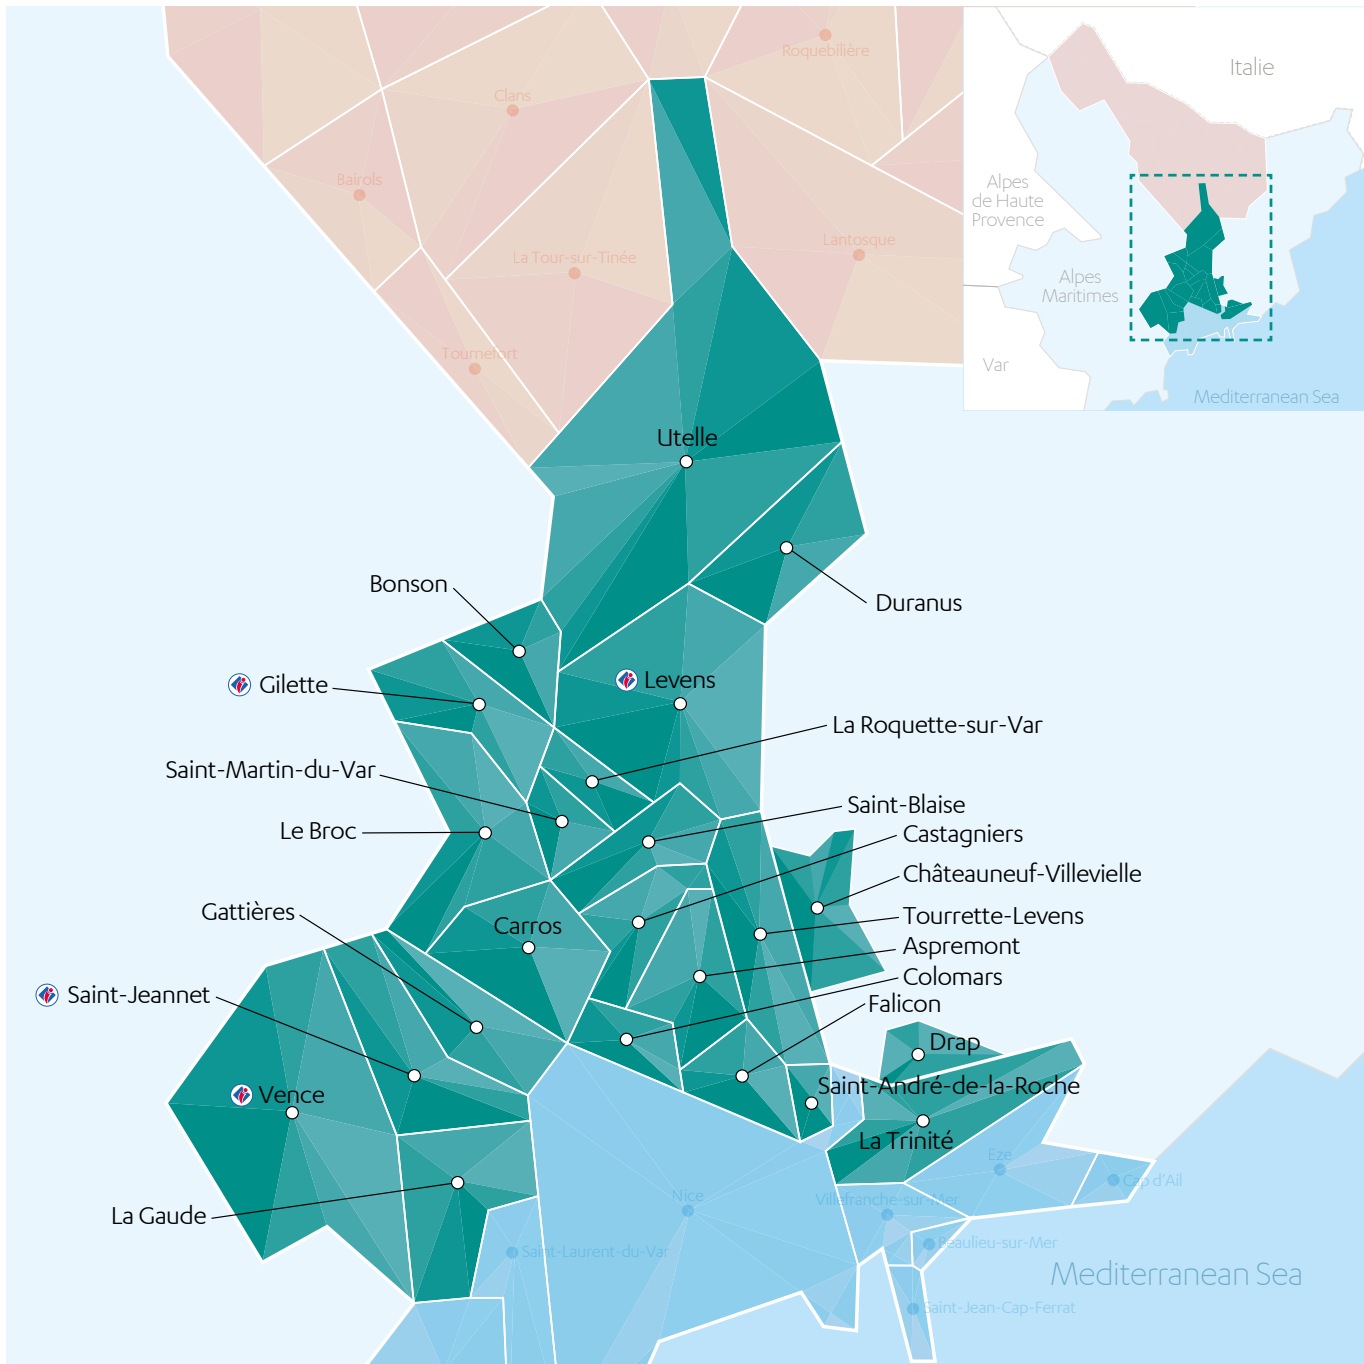 Roquebilière
Italie
Clans
Bairols
Alpes
de Haute
Provence
La Tour-sur-Tinée
Lantosque
Alpes
Maritimes
Tournefort
Var
Mediterranean Sea
Utelle
Bonson
Duranus
Gilette
Levens
La Roquette-sur-Var
Saint-Martin-du-Var
Saint-Blaise
Le Broc
Castagniers
Châteauneuf-Villevieille
Gattières
Carros
Tourrette-Levens
Aspremont
Colomars
Saint-Jeannet
Falicon
Drap
Vence
Saint-André-de-la-Roche
La Trinité
Eze
Cap d'Ail
Nice
Villefranche-sur-Mer
La Gaude
Saint-Laurent-du-Var
Beaulieu-sur-Mer
Mediterranean Sea
Saint-Jean-Cap-Ferrat